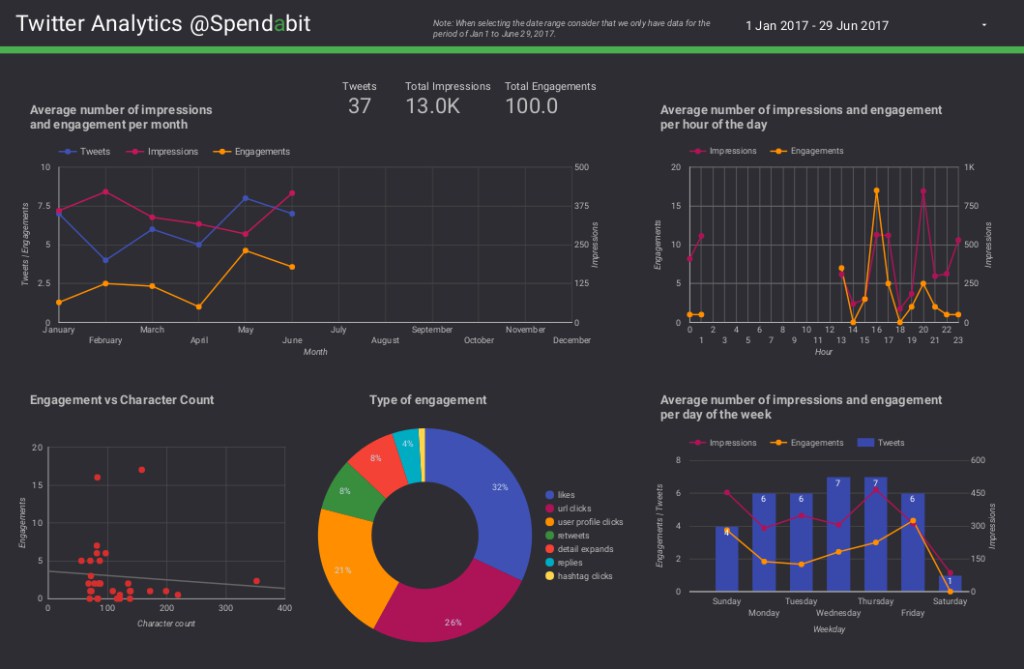 Twitter Analytics @Spendabit
Note: When selecting the date range consider that we only have data for the
period of Jan 1 to June 29, 2017.
1 Jan 2017 - 29 Jun 2017
Tweets
37
Total Impressions
13.0K
Total Engagements
100.0
Average number of impressions
and engagement per month
Tweets Impressions Engagements
10
7.5
5
2.5
0
500
375
250
125
0
Tweets | Engagements
Impressions
January March May July September November
February April June August October December
Month
Average number of impressions and engagement
per hour of the day
Impressions Engagements
20
15
10
5
0
1K
750
500
250
0
Engagements
Impressions
0 2 4 6 8 10 12 14 16 18 20 22
1 3 5 7 9 11 13 15 17 19 21 23
Hour
Engagement vs Character Count
20
15
10
5
0
Engagements
0 100 200 300 400
Character count
Type of engagement
32%
26%
21%
8%
8%
4%
likes
url clicks
user profile clicks
retweets
detail expands
replies
hashtag clicks
Average number of impressions and engagement
per day of the week
Impressions Engagements Tweets
8
6
4
2
0
600
450
300
150
0
Engagements | Tweets
Impressions
4 6 6 7 7 6 1
Sunday Tuesday Thursday Saturday
Monday Wednesday Friday
Weekday